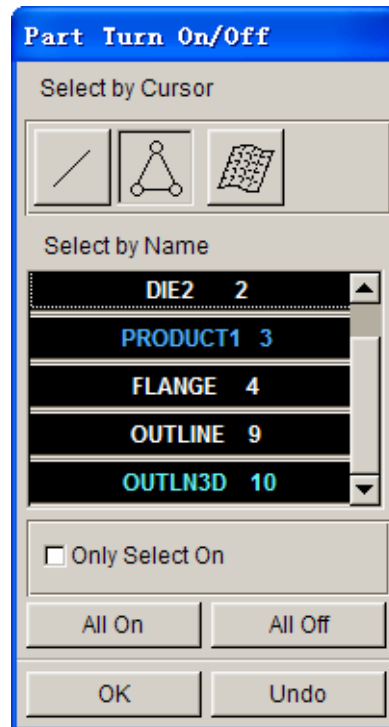 Part Turn On/Off
Select by Cursor
Select by Name
DIE2 2
PRODUCT1 3
FLANGE 4
OUTLINE 9
OUTLN3D 10
Only Select On
All On All Off
OK Undo